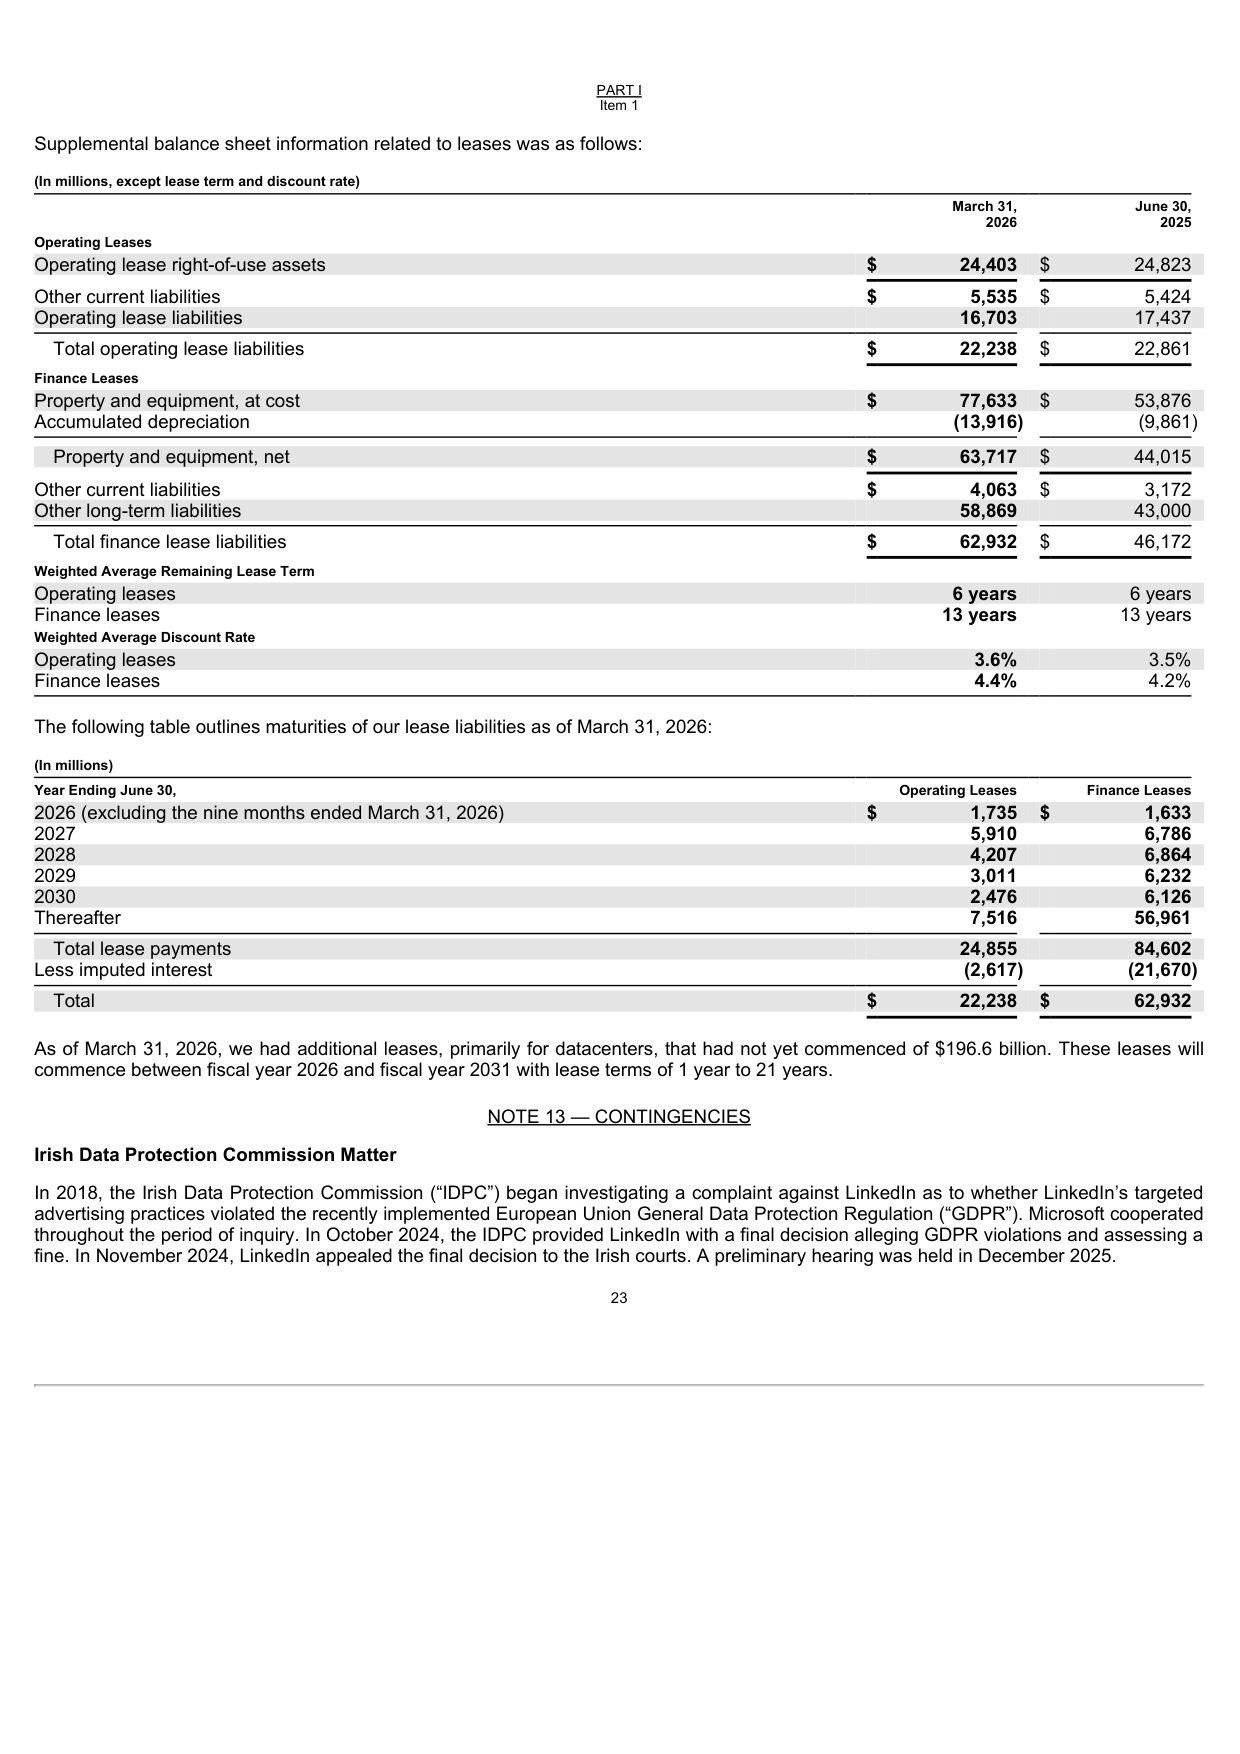 PART I
Item 1
Supplemental balance sheet information related to leases was as follows:
(In millions, except lease term and discount rate)
March 31, 2026 June 30, 2025
Operating Leases
Operating lease right-of-use assets $ 24,403 $ 24,823
Other current liabilities $ 5,535 $ 5,424
Operating lease liabilities 16,703 17,437
Total operating lease liabilities $ 22,238 $ 22,861
Finance Leases
Property and equipment, at cost $ 77,633 $ 53,876
Accumulated depreciation (13,916) (9,861)
Property and equipment, net $ 63,717 $ 44,015
Other current liabilities $ 4,063 $ 3,172
Other long-term liabilities 58,869 43,000
Total finance lease liabilities $ 62,932 $ 46,172
Weighted Average Remaining Lease Term
Operating leases 6 years 6 years
Finance leases 13 years 13 years
Weighted Average Discount Rate
Operating leases 3.6% 3.5%
Finance leases 4.4% 4.2%
The following table outlines maturities of our lease liabilities as of March 31, 2026:
(In millions)
Year Ending June 30, Operating Leases Finance Leases
2026 (excluding the nine months ended March 31, 2026) $ 1,735 $ 1,633
2027 5,910 6,786
2028 4,207 6,864
2029 3,011 6,232
2030 2,476 6,126
Thereafter 7,516 56,961
Total lease payments 24,855 84,602
Less imputed interest (2,617) (21,670)
Total $ 22,238 $ 62,932
As of March 31, 2026, we had additional leases, primarily for datacenters, that had not yet commenced of $196.6 billion. These leases will
commence between fiscal year 2026 and fiscal year 2031 with lease terms of 1 year to 21 years.
NOTE 13 — CONTINGENCIES
Irish Data Protection Commission Matter
In 2018, the Irish Data Protection Commission (“IDPC”) began investigating a complaint against LinkedIn as to whether LinkedIn’s targeted
advertising practices violated the recently implemented European Union General Data Protection Regulation (“GDPR”). Microsoft cooperated
throughout the period of inquiry. In October 2024, the IDPC provided LinkedIn with a final decision alleging GDPR violations and assessing a
fine. In November 2024, LinkedIn appealed the final decision to the Irish courts. A preliminary hearing was held in December 2025.
23